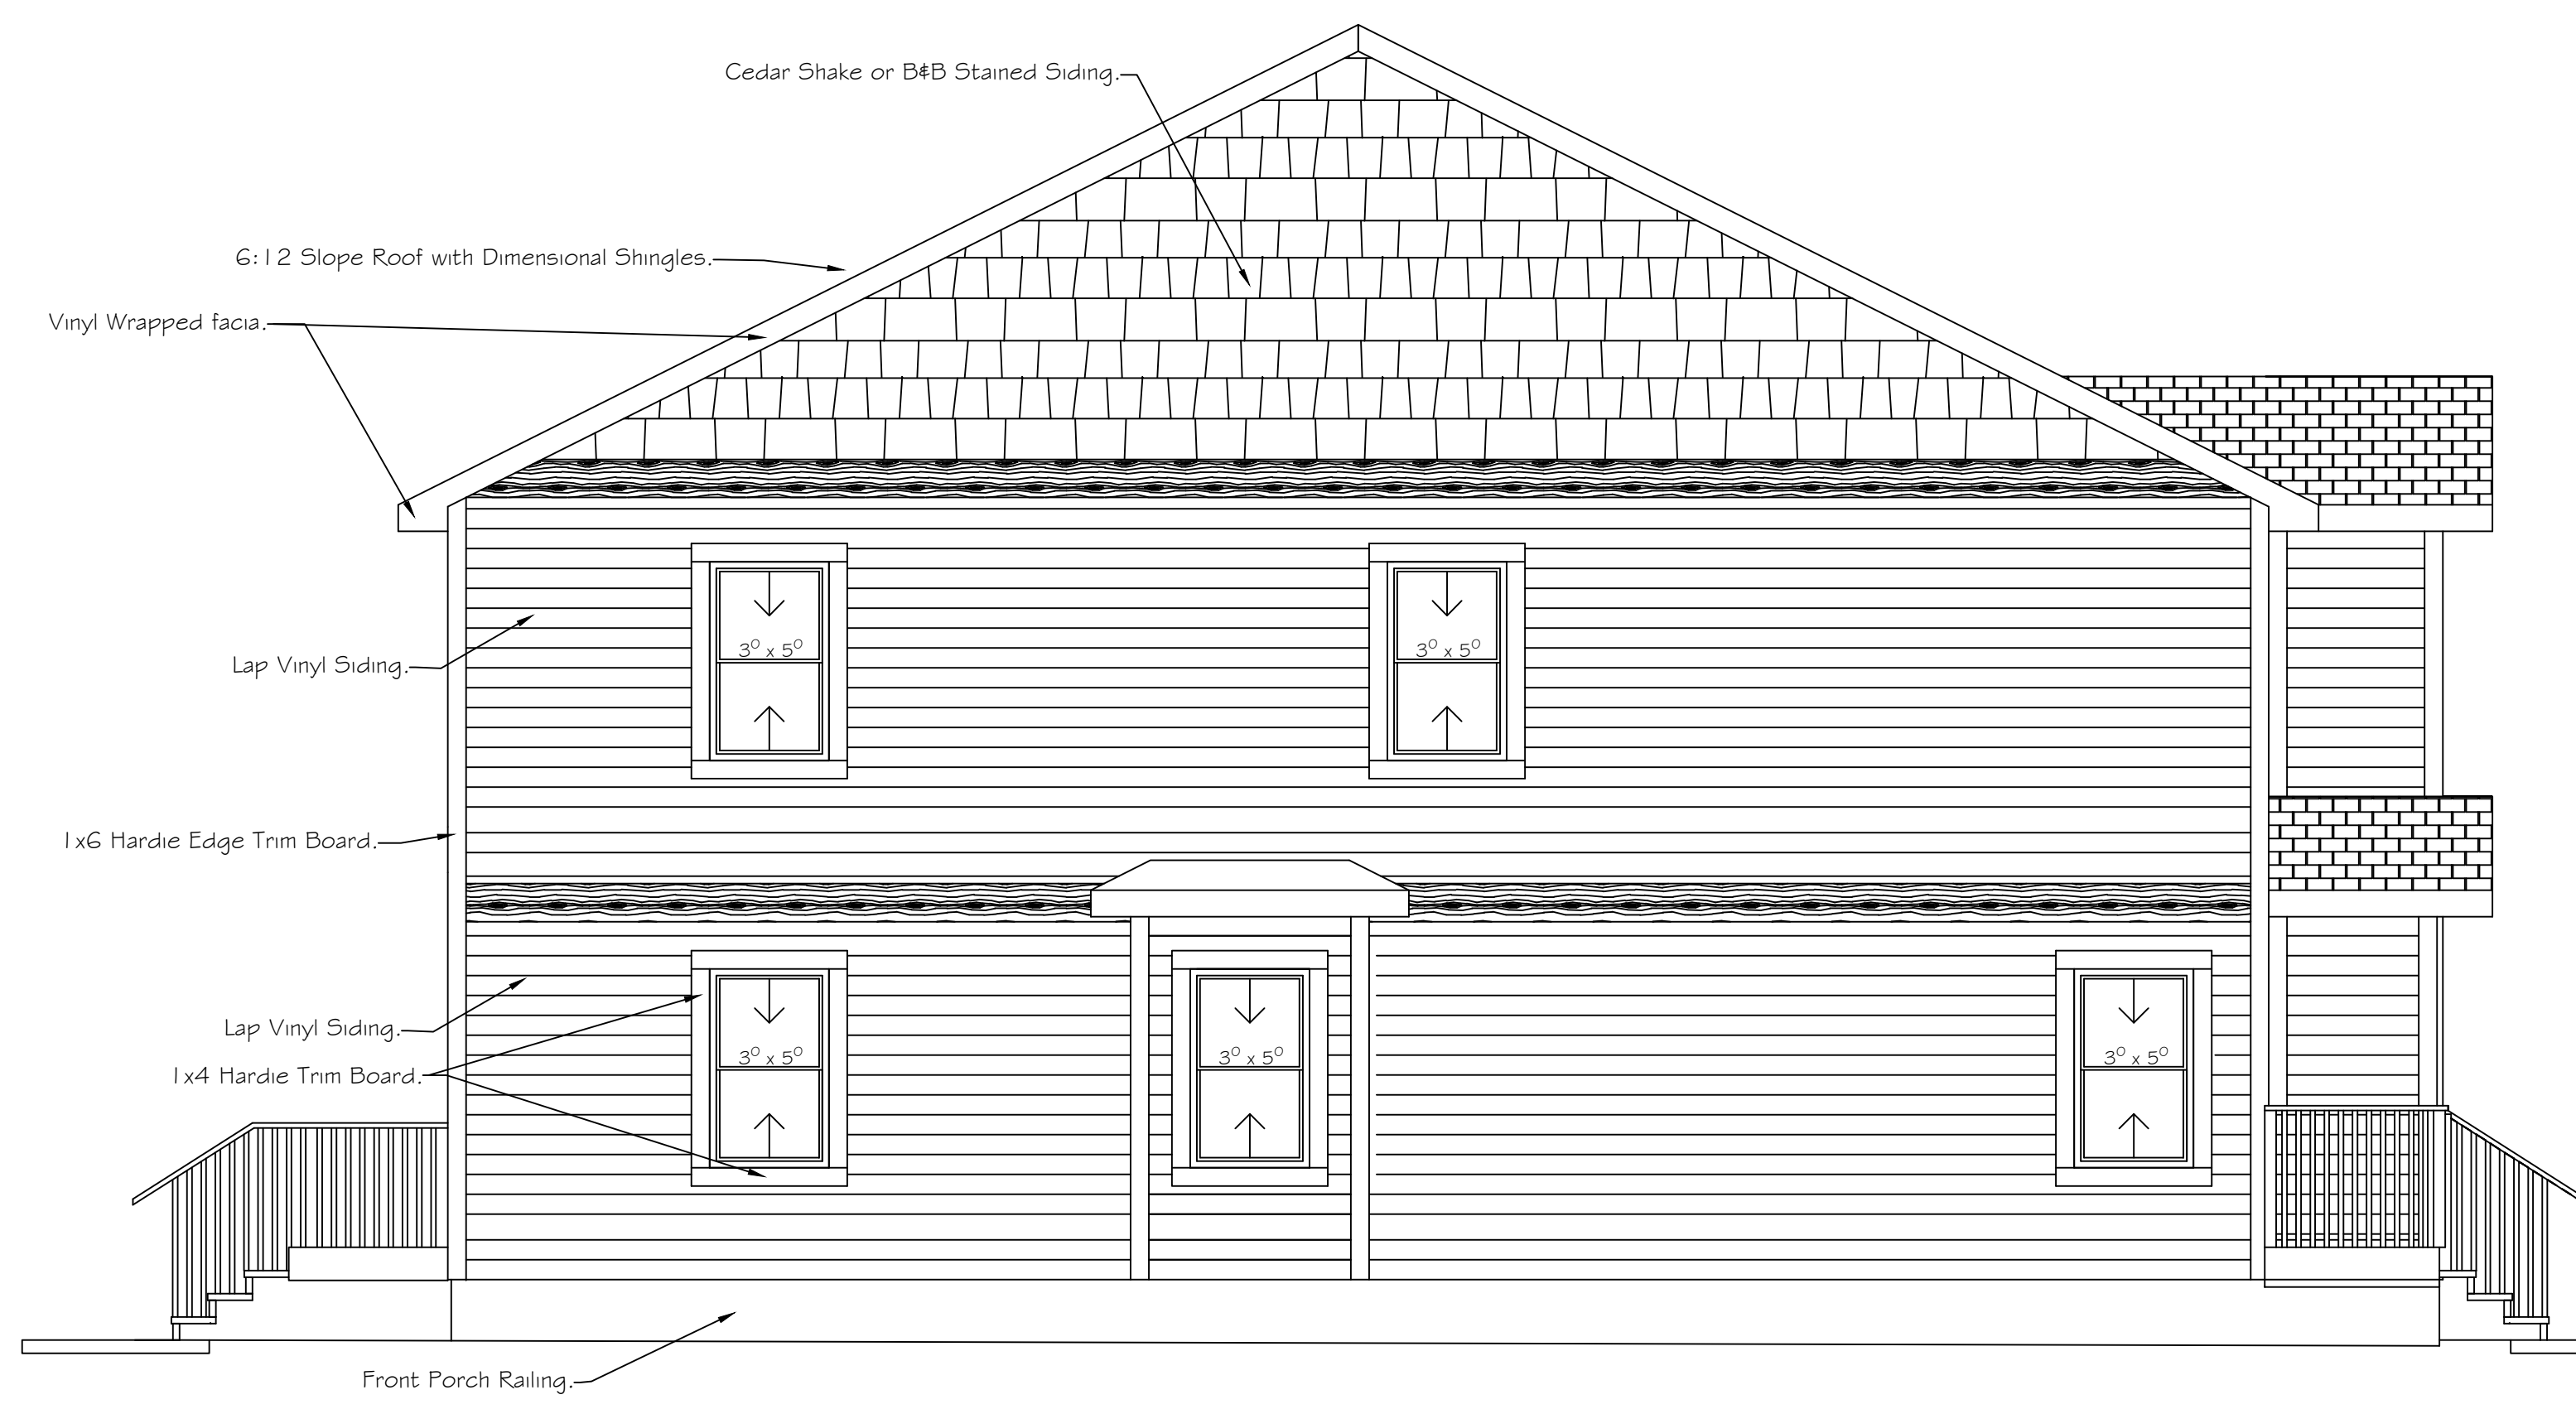 Cedar Shake or B&B Stained Siding.
6:12 Slope Roof with Dimensional Shingles.
Vinyl Wrapped facia.
3⁰ x 5⁰
3⁰ x 5⁰
Lap Vinyl Siding.
1x6 Hardie Edge Trim Board.
Lap Vinyl Siding.
3⁰ x 5⁰
3⁰ x 5⁰
3⁰ x 5⁰
1x4 Hardie Trim Board.
Front Porch Railing.